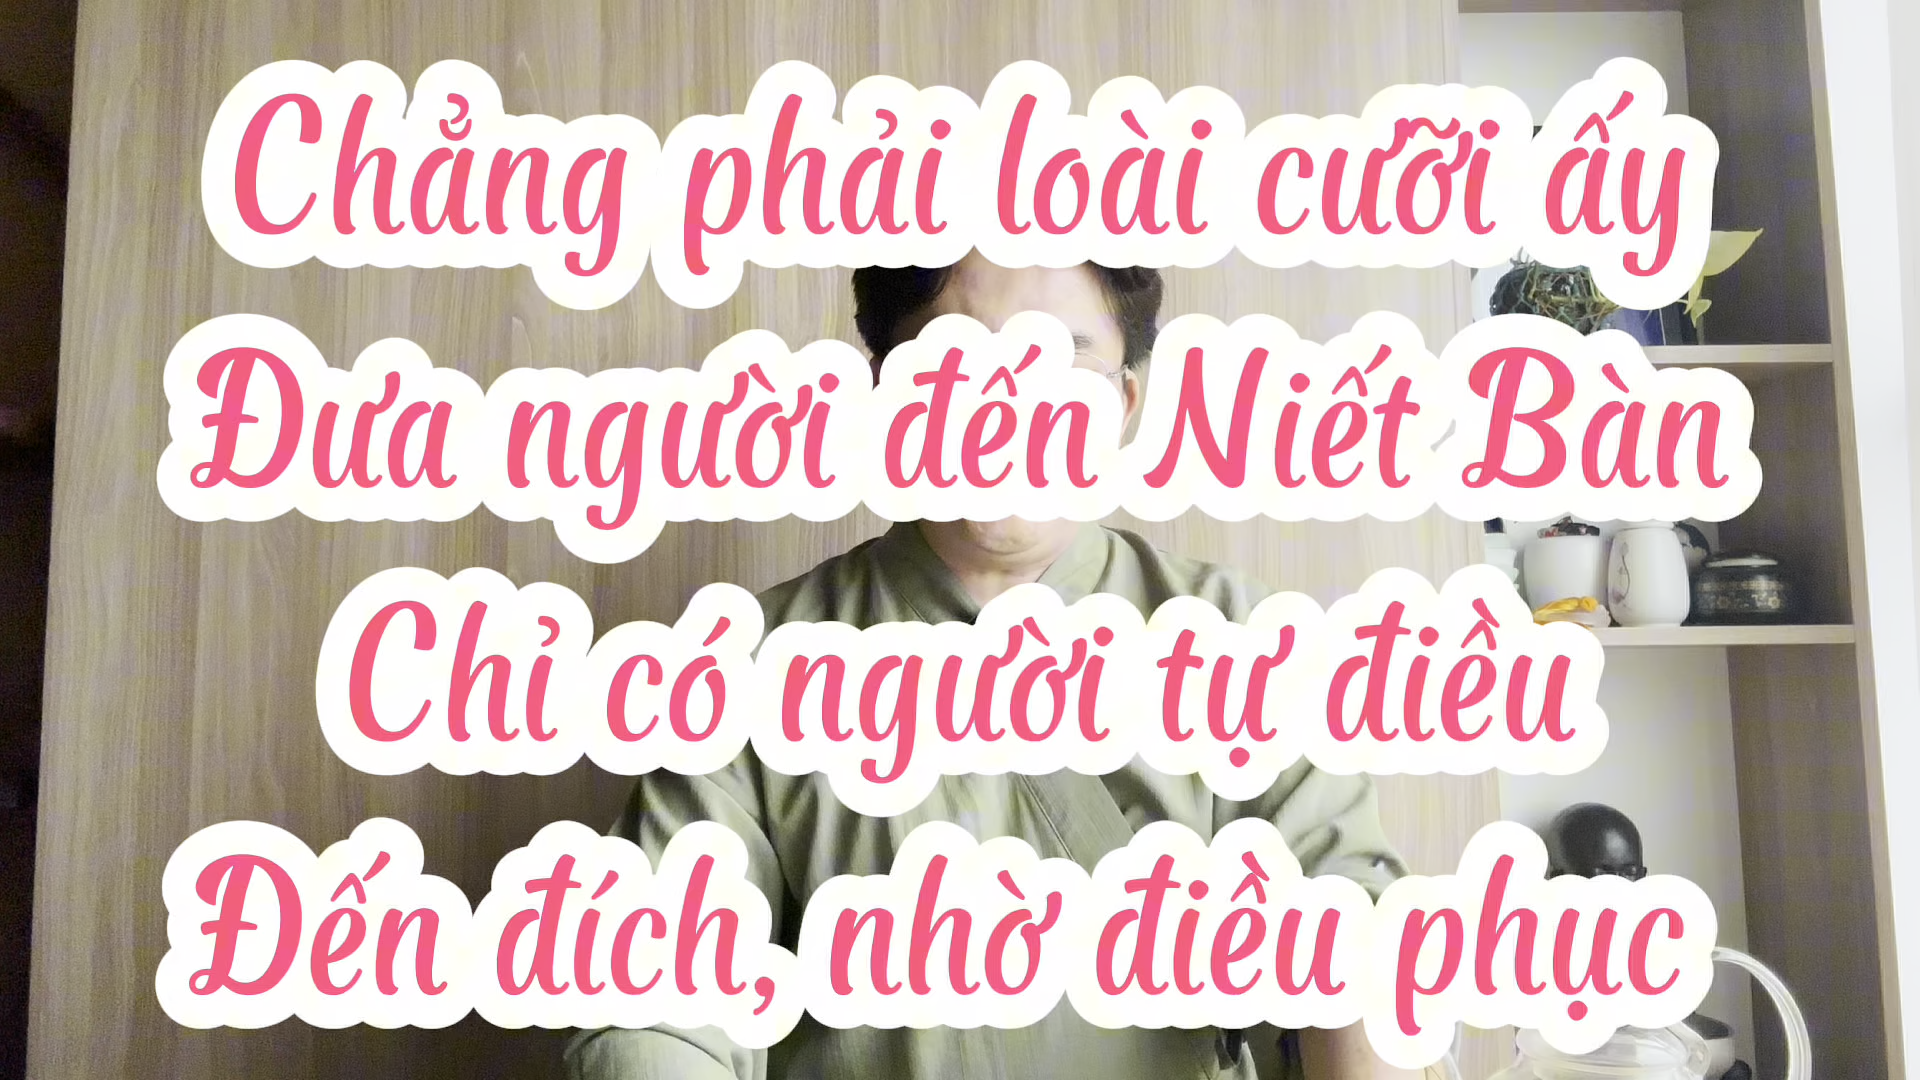 Chẳng phải loài cưỡi ấy
Đưa người đến Niết Bàn
Chỉ có người tự điều
Đến đích, nhờ điều phục